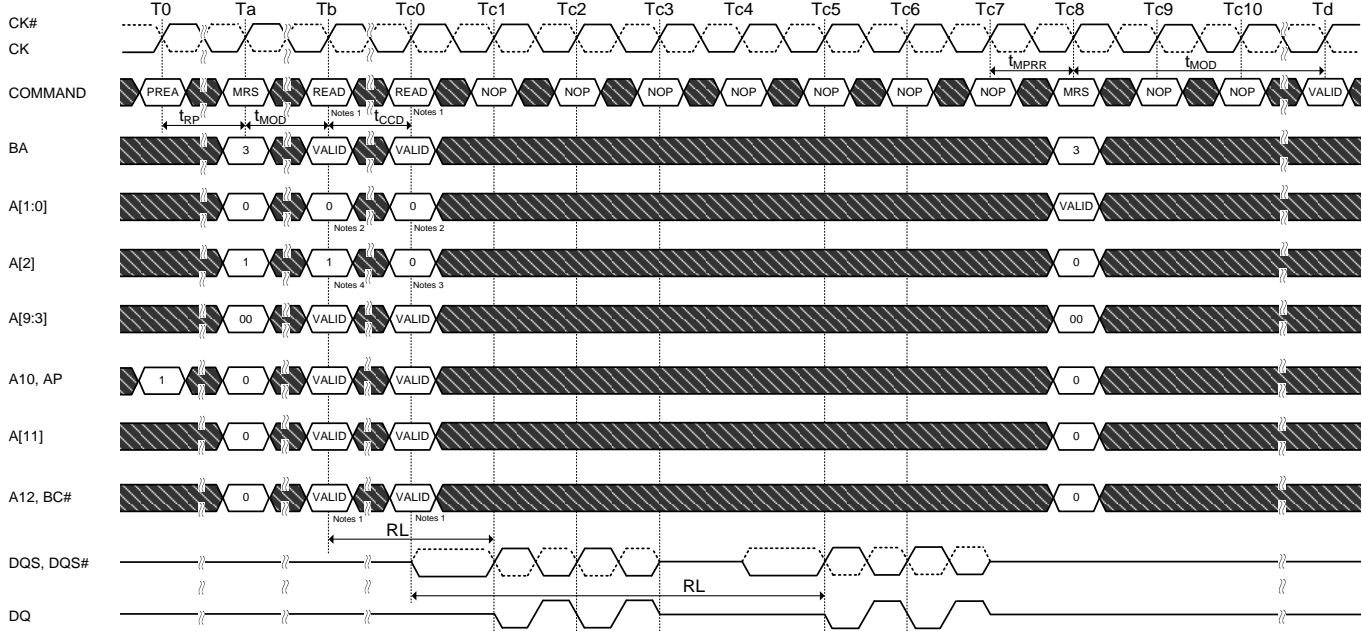 T0 Ta Tb Tc0 Tc1 Tc2 Tc3 Tc4 Tc5 Tc6 Tc7 Tc8 Tc9 Tc10 Td
CK#
CK
tMPRR tMOD
COMMAND PREA MRS READ READ NOP NOP NOP NOP NOP NOP NOP MRS NOP NOP VALID
Notes 1 Notes 1
tRP tMOD tCCD
BA 3 VALID VALID 3
A[1:0] 0 0 0 VALID
Notes 2 Notes 2
A[2] 1 1 0 0
Notes 4 Notes 3
A[9:3] 00 VALID VALID 00
A10, AP 1 0 VALID VALID 0
A[11] 0 VALID VALID 0
A12, BC# 0 VALID VALID 0
Notes 1 Notes 1
RL
DQS, DQS#
RL
DQ